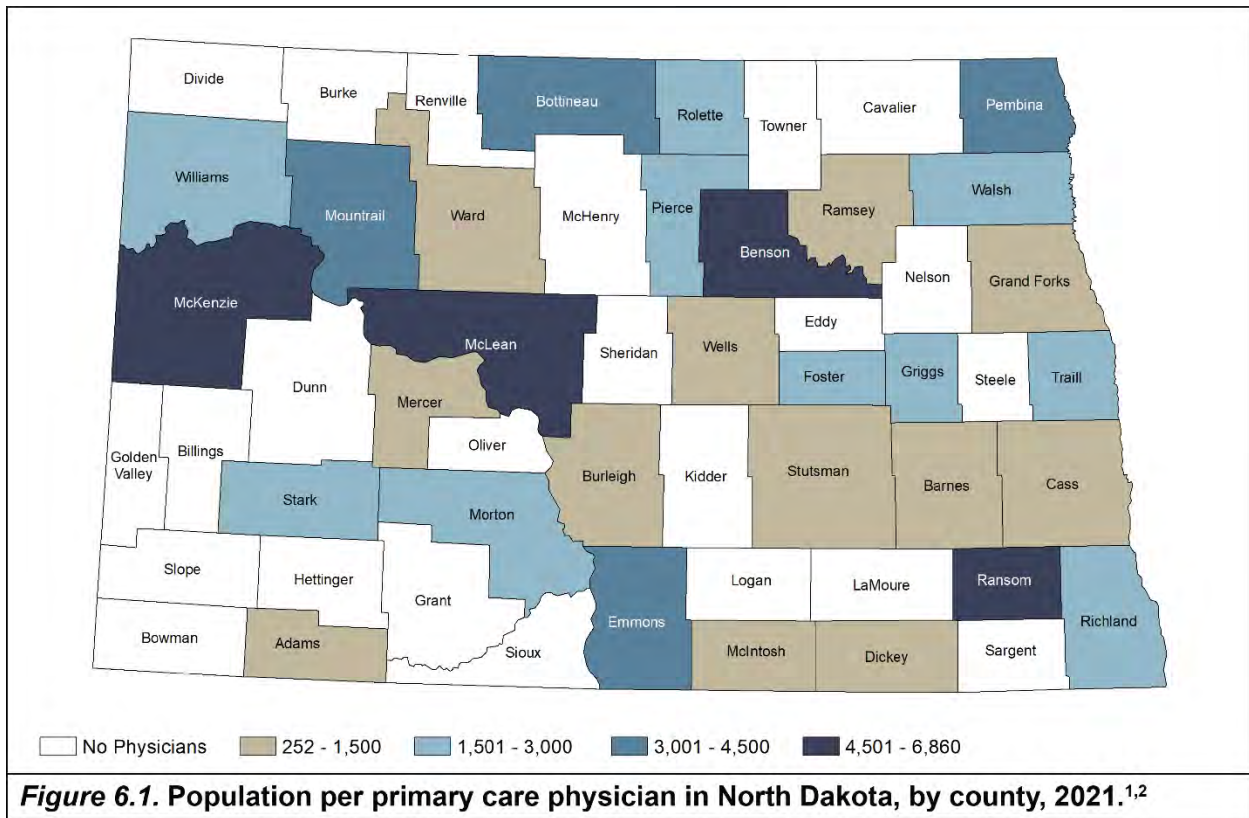 Divide
Burke
Renville
Bottineau
Rolette
Towner
Cavalier
Pembina
Williams
Mountrail
Ward
McHenry
Pierce
Benson
Ramsey
Walsh
Nelson
Grand Forks
McKenzie
McLean
Sheridan
Wells
Eddy
Foster
Griggs
Steele
Traill
Dunn
Mercer
Oliver
Golden
Valley
Billings
Burleigh
Kidder
Stutsman
Barnes
Cass
Stark
Morton
Slope
Hettinger
Grant
Emmons
Logan
LaMoure
Ransom
Richland
Bowman
Adams
Sioux
McIntosh
Dickey
Sargent
No Physicians 252 - 1,500 1,501 - 3,000 3,001 - 4,500 4,501 - 6,860
Figure 6.1. Population per primary care physician in North Dakota, by county, 2021.1,2